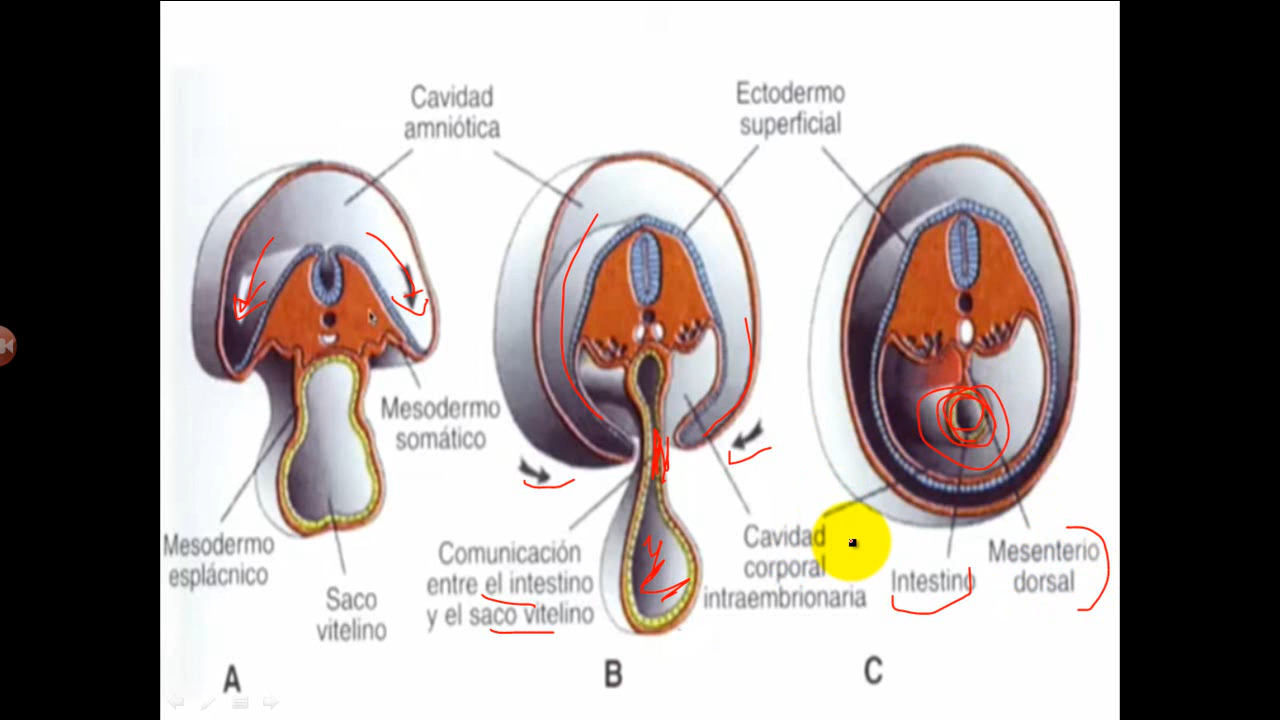 Cavidad
amniótica
Ectodermo
superficial
Mesodermo
somático
Mesodermo
esplácnico
Saco
vitelino
Comunicación
entre el intestino
y el saco vitelino
Cavidad
corporal
intraembrionaria
Intestino
Mesenterio
dorsal
A
B
C